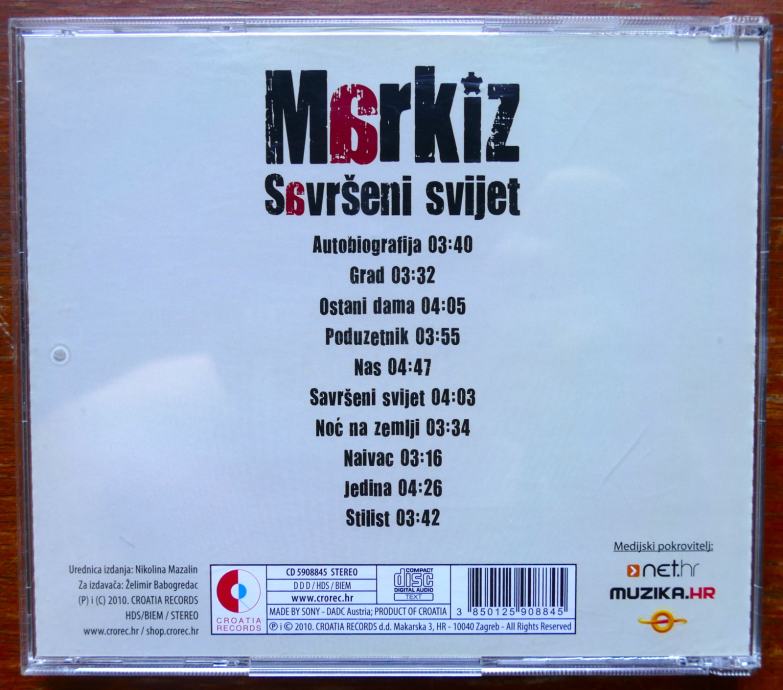 Markiz
Savršeni svijet
Autobiografija 03:40
Grad 03:32
Ostani dama 04:05
Poduzetnik 03:55
Nas 04:47
Savršeni svijet 04:03
Noć na zemlji 03:34
Naivac 03:16
Jedina 04:26
Stilist 03:42
Urednica izdanja: Nikolina Mazalin
Za izdavača: Želimir Babogredac
(P) i (C) 2010. CROATIA RECORDS
HDS/BIEM / STEREO
www.crorec.hr / shop.crorec.hr
CROATIA
RECORDS
CD 5908845 STEREO
D D D / HDS / BIEM
www.crorec.hr
COMPACT
disc
DIGITAL AUDIO
TEXT
MADE BY SONY - DADC Austria; PRODUCT OF CROATIA
℗ i © 2010. CROATIA RECORDS d.d. Makarska 3, HR - 10040 Zagreb - All Rights Reserved
3 850125 908845
Medijski pokrovitelj:
net.hr
MUZIKA.HR